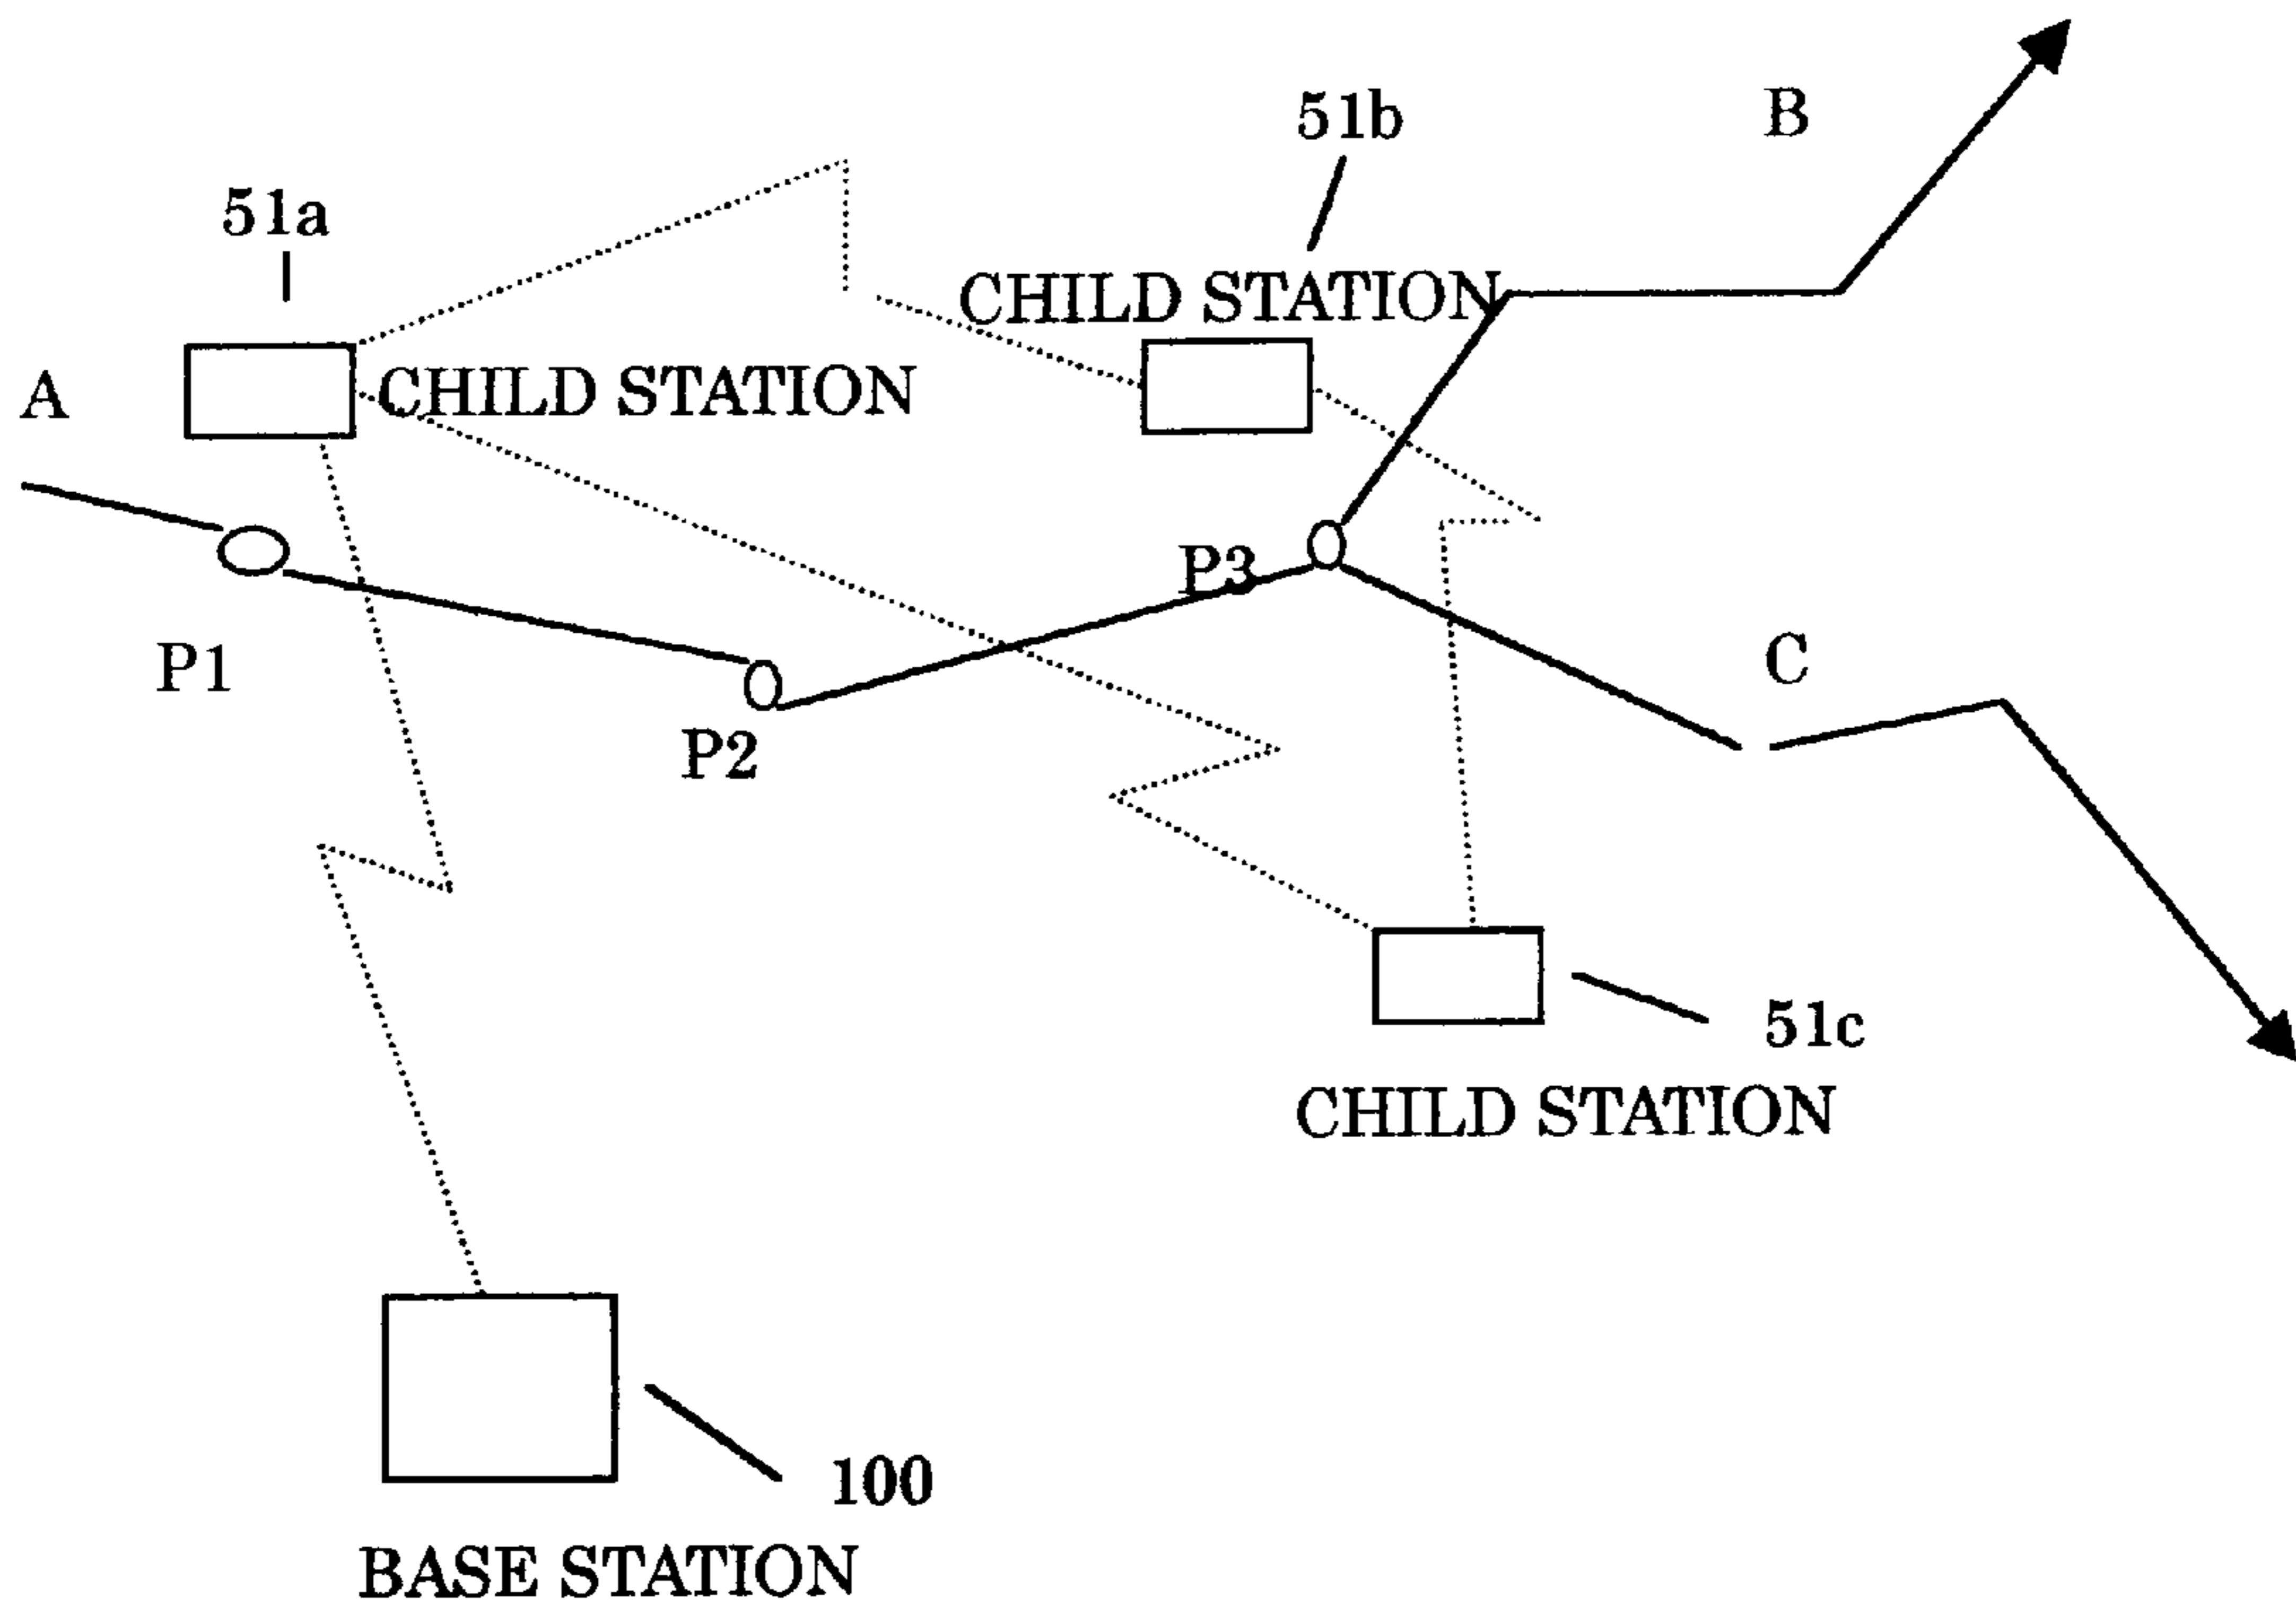 51b
B
51a
CHILD STATION
A
CHILD STATION
P3
P1
C
P2
51c
CHILD STATION
100
BASE STATION